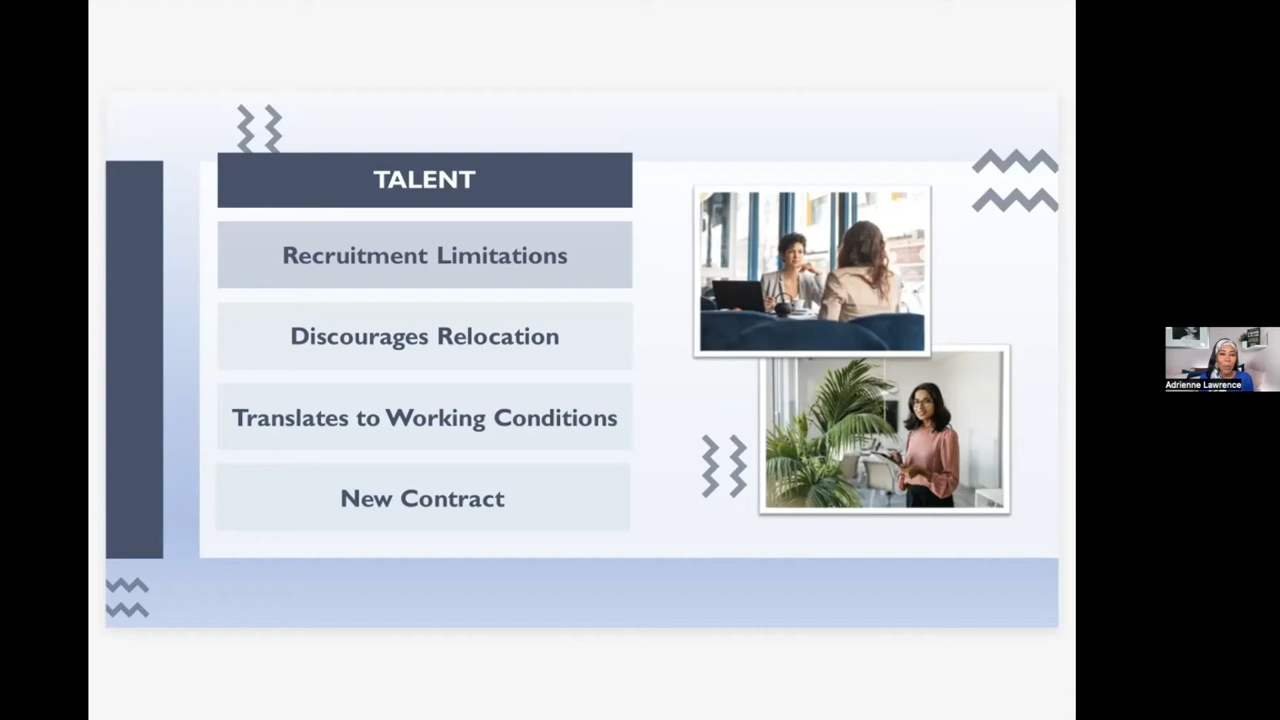 TALENT
Recruitment Limitations
Discourages Relocation
Translates to Working Conditions
New Contract
Adrienne Lawrence